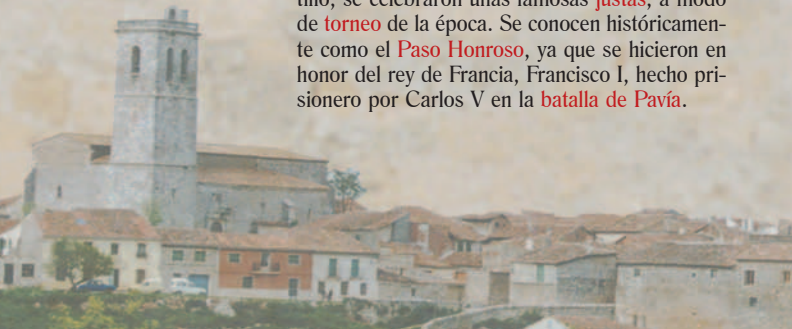 tillo, se celebraron unas famosas justas, a modo
de torneo de la época. Se conocen históricamen-
te como el Paso Honroso, ya que se hicieron en
honor del rey de Francia, Francisco I, hecho pri-
sionero por Carlos V en la batalla de Pavía.